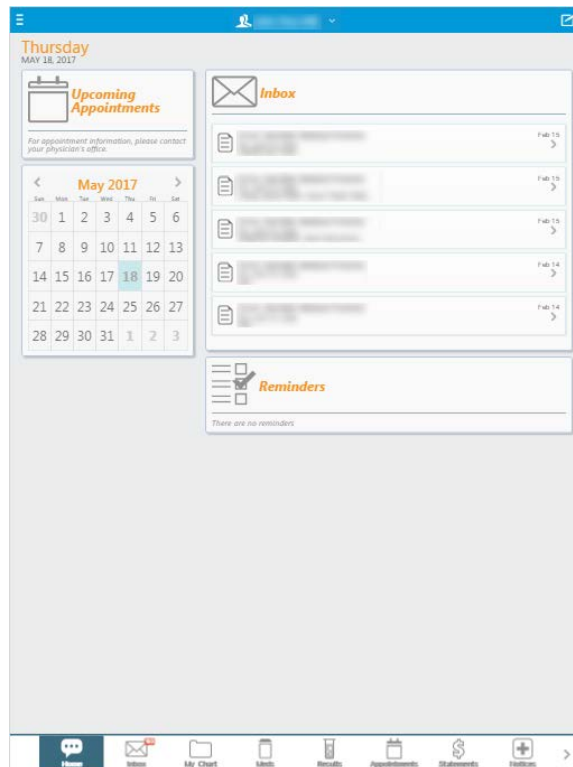 Thursday
MAY 18, 2017
Upcoming
Appointments
For appointment information, please contact
your physician's office.
May 2017
Sun Mon Tue Wed Thu Fri Sat
30 1 2 3 4 5 6
7 8 9 10 11 12 13
14 15 16 17 18 19 20
21 22 23 24 25 26 27
28 29 30 31 1 2 3
Inbox
Feb 15
Feb 15
Feb 15
Feb 14
Feb 14
Reminders
There are no reminders
Home Inbox My Chart Meds Results Appointments Statements Notices